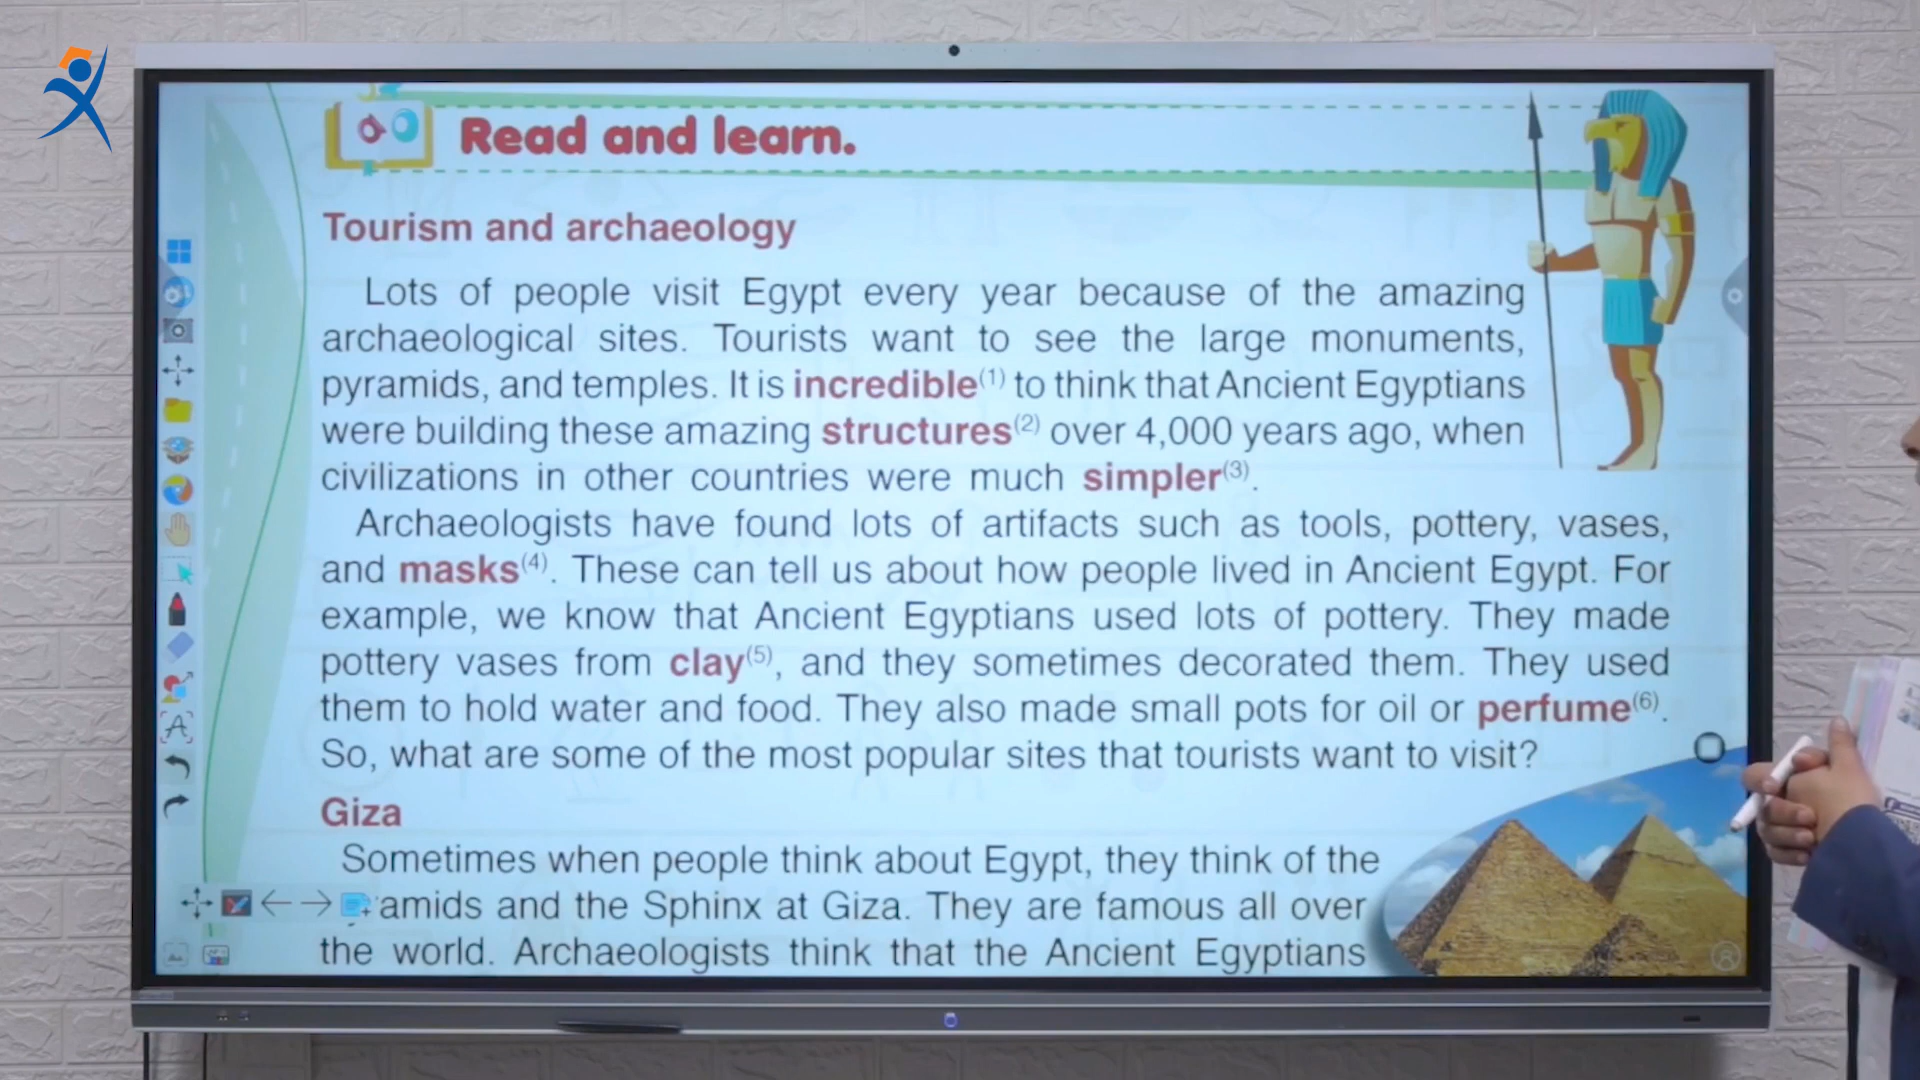 Read and learn.
Tourism and archaeology
Lots of people visit Egypt every year because of the amazing
archaeological sites. Tourists want to see the large monuments,
pyramids, and temples. It is incredible(1) to think that Ancient Egyptians
were building these amazing structures(2) over 4,000 years ago, when
civilizations in other countries were much simpler(3).
Archaeologists have found lots of artifacts such as tools, pottery, vases,
and masks(4). These can tell us about how people lived in Ancient Egypt. For
example, we know that Ancient Egyptians used lots of pottery. They made
pottery vases from clay(5), and they sometimes decorated them. They used
them to hold water and food. They also made small pots for oil or perfume(6).
So, what are some of the most popular sites that tourists want to visit?
Giza
Sometimes when people think about Egypt, they think of the
amids and the Sphinx at Giza. They are famous all over
the world. Archaeologists think that the Ancient Egyptians